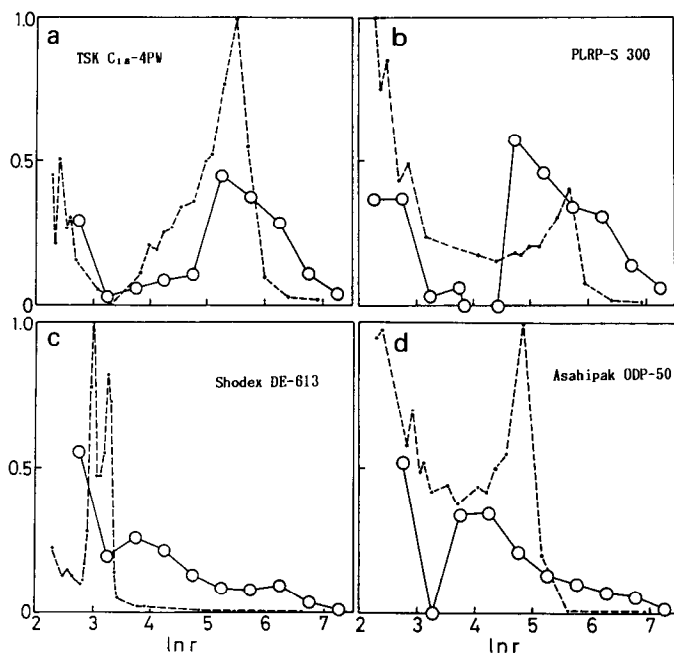 1.0
a
TSK C₁₈-4PW
0.5
0
b
PLRP-S 300
1.0
c
Shodex DE-613
0.5
0
2 3 4 5 6 7
ln r
d
Asahipak ODP-50
3 4 5 6 7
ln r